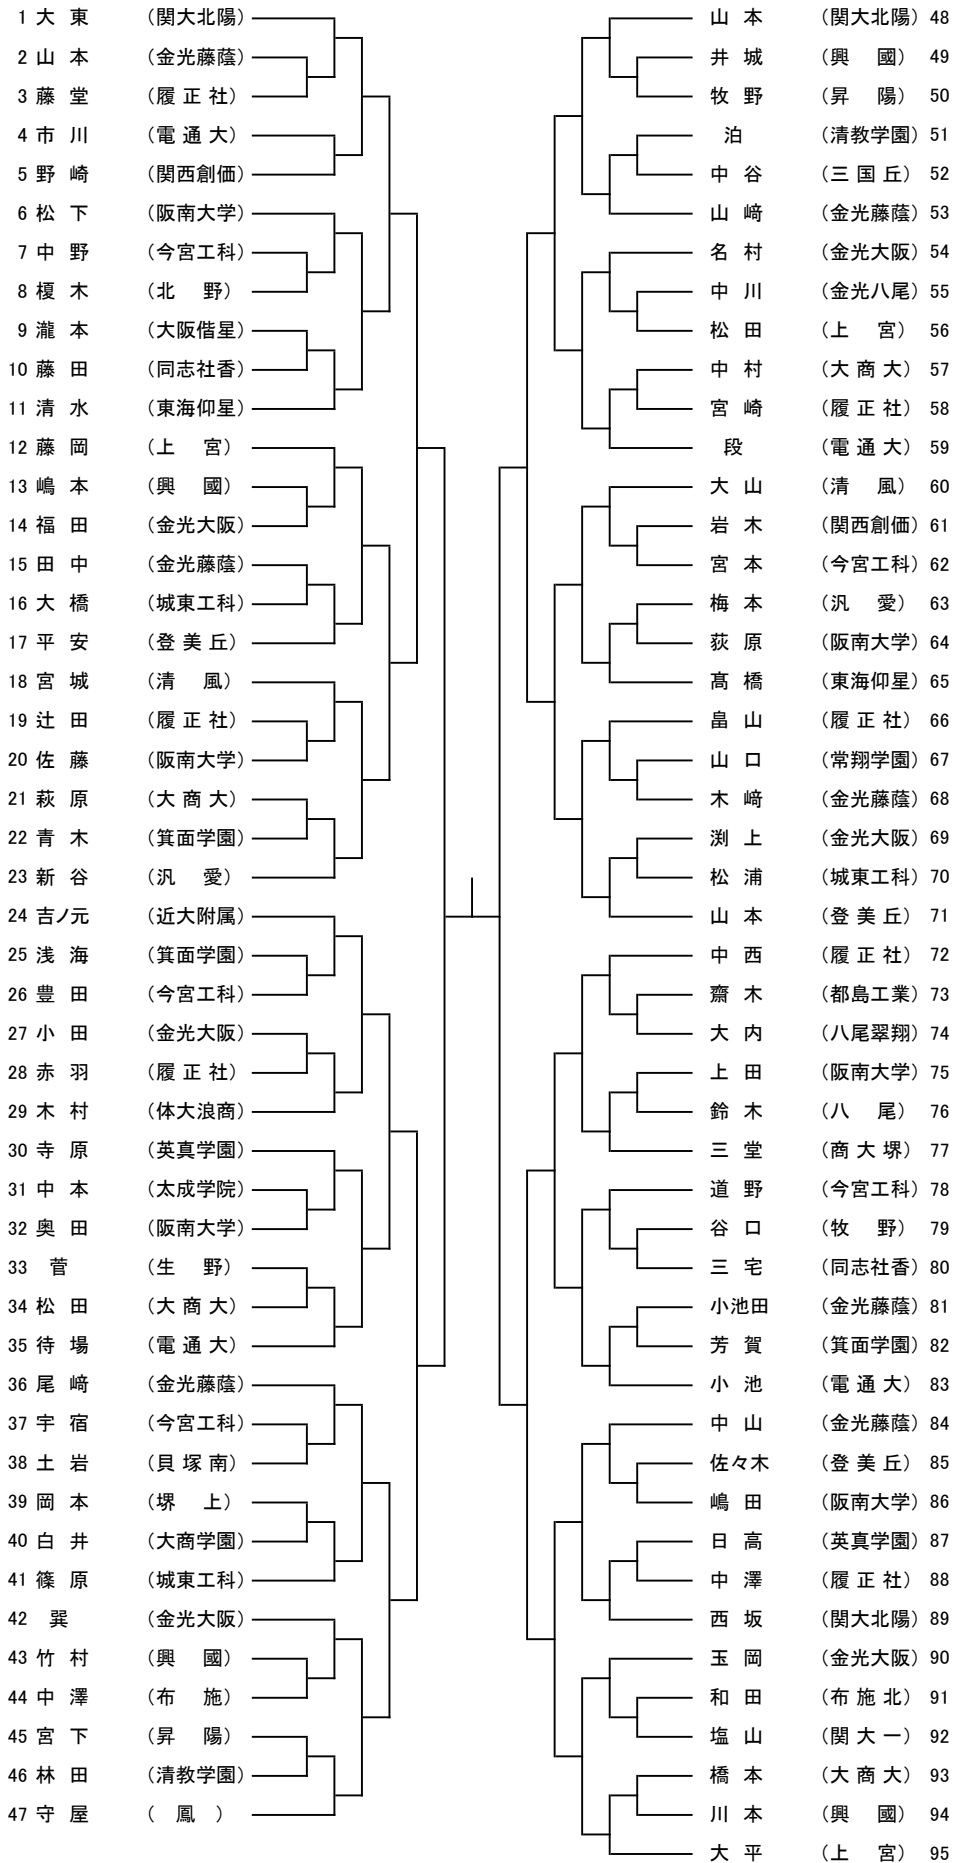 1 大 東 （関大北陽）
2 山 本 （金光藤蔭）
3 藤 堂 （履 正 社）
4 市 川 （電 通 大）
5 野 崎 （関西創価）
6 松 下 （阪南大学）
7 中 野 （今宮工科）
8 榎 木 （北 野）
9 瀧 本 （大阪偕星）
10 藤 田 （同志社香）
11 清 水 （東海仰星）
12 藤 岡 （上 宮）
13 嶋 本 （興 國）
14 福 田 （金光大阪）
15 田 中 （金光藤蔭）
16 大 橋 （城東工科）
17 平 安 （登 美 丘）
18 宮 城 （清 風）
19 辻 田 （履 正 社）
20 佐 藤 （阪南大学）
21 萩 原 （大 商 大）
22 青 木 （箕面学園）
23 新 谷 （汎 愛）
24 吉ノ元 （近大附属）
25 浅 海 （箕面学園）
26 豊 田 （今宮工科）
27 小 田 （金光大阪）
28 赤 羽 （履 正 社）
29 木 村 （体大浪商）
30 寺 原 （英真学園）
31 中 本 （太成学院）
32 奥 田 （阪南大学）
33 菅 （生 野）
34 松 田 （大 商 大）
35 待 場 （電 通 大）
36 尾 﨑 （金光藤蔭）
37 宇 宿 （今宮工科）
38 土 岩 （貝 塚 南）
39 岡 本 （堺 上）
40 白 井 （大商学園）
41 篠 原 （城東工科）
42 巽 （金光大阪）
43 竹 村 （興 國）
44 中 澤 （布 施）
45 宮 下 （昇 陽）
46 林 田 （清教学園）
47 守 屋 （ 鳳 ）
山 本 （関大北陽） 48
井 城 （興 國） 49
牧 野 （昇 陽） 50
泊 （清教学園） 51
中 谷 （三 国 丘） 52
山 﨑 （金光藤蔭） 53
名 村 （金光大阪） 54
中 川 （金光八尾） 55
松 田 （上 宮） 56
中 村 （大 商 大） 57
宮 崎 （履 正 社） 58
段 （電 通 大） 59
大 山 （清 風） 60
岩 木 （関西創価） 61
宮 本 （今宮工科） 62
梅 本 （汎 愛） 63
荻 原 （阪南大学） 64
髙 橋 （東海仰星） 65
畠 山 （履 正 社） 66
山 口 （常翔学園） 67
木 﨑 （金光藤蔭） 68
渕 上 （金光大阪） 69
松 浦 （城東工科） 70
山 本 （登 美 丘） 71
中 西 （履 正 社） 72
齋 木 （都島工業） 73
大 内 （八尾翠翔） 74
上 田 （阪南大学） 75
鈴 木 （八 尾） 76
三 堂 （商 大 堺） 77
道 野 （今宮工科） 78
谷 口 （牧 野） 79
三 宅 （同志社香） 80
小池田 （金光藤蔭） 81
芳 賀 （箕面学園） 82
小 池 （電 通 大） 83
中 山 （金光藤蔭） 84
佐々木 （登 美 丘） 85
嶋 田 （阪南大学） 86
日 高 （英真学園） 87
中 澤 （履 正 社） 88
西 坂 （関大北陽） 89
玉 岡 （金光大阪） 90
和 田 （布 施 北） 91
塩 山 （関 大 一） 92
橋 本 （大 商 大） 93
川 本 （興 國） 94
大 平 （上 宮） 95